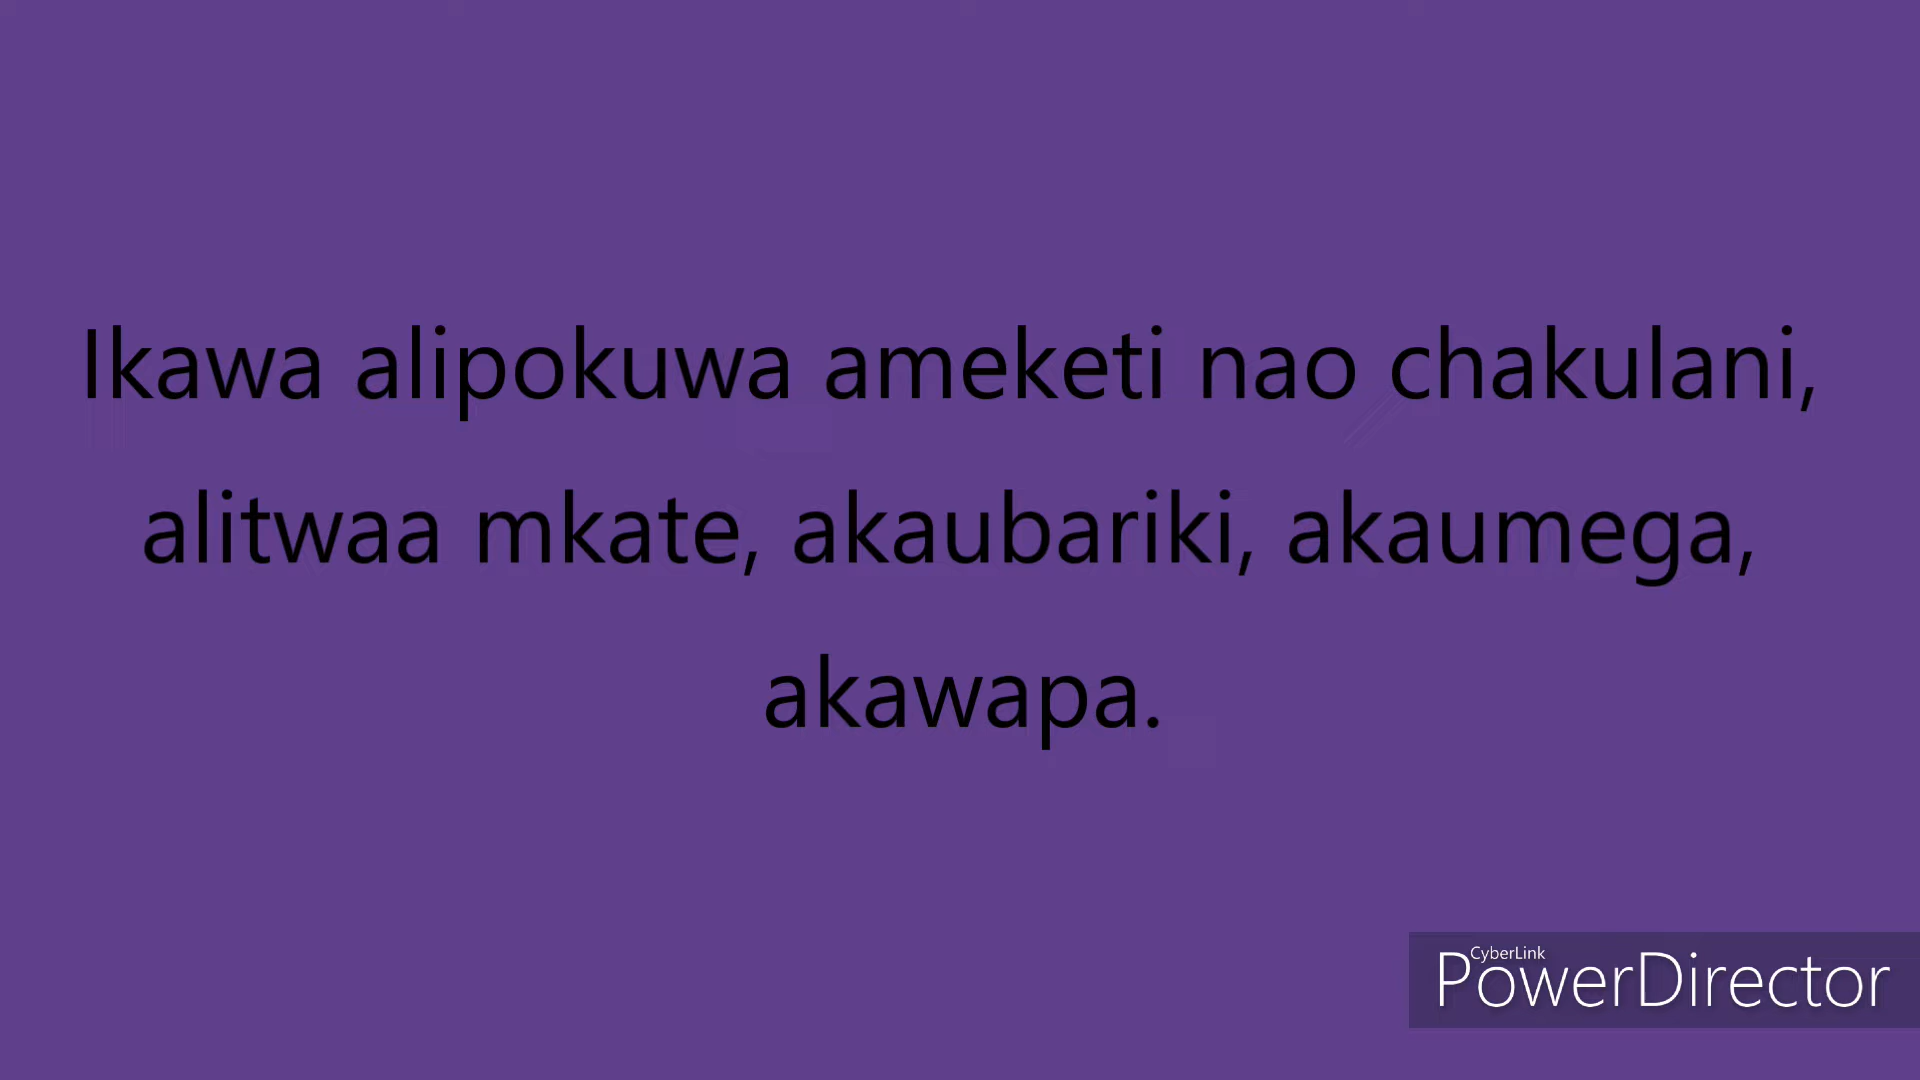 Ikawa alipokuwa ameketi nao chakulani,
alitwaa mkate, akaubariki, akaumega,
akawapa.
CyberLink
PowerDirector